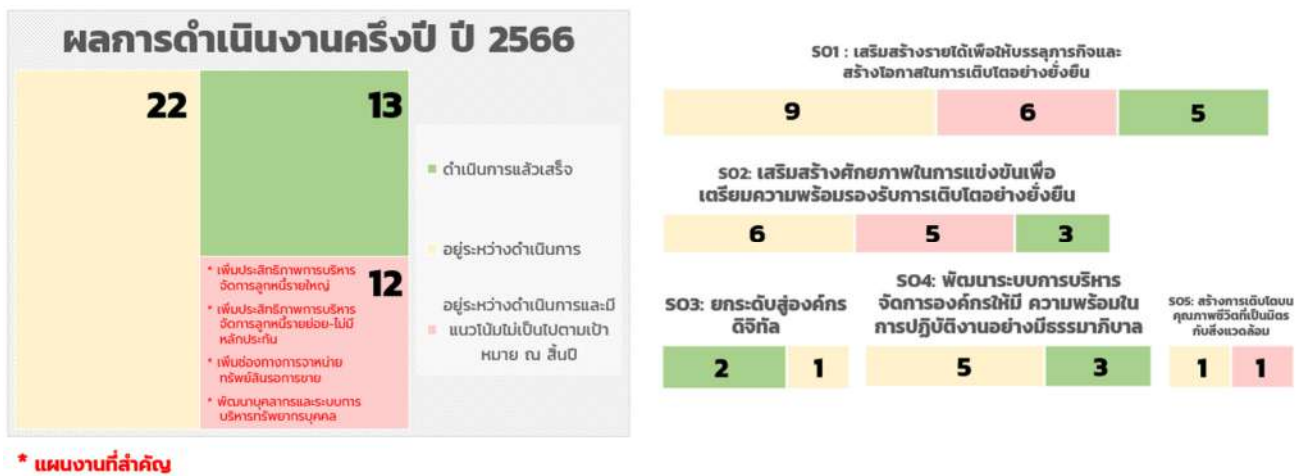 ผลการดำเนินงานครึ่งปี ปี 2566
22
13
12
* เพิ่มประสิทธิภาพการบริหาร
จัดการลูกหนี้รายใหญ่
* เพิ่มประสิทธิภาพการบริหาร
จัดการลูกหนี้รายย่อย-ไม่มี
หลักประกัน
* เพิ่มช่องทางการจำหน่าย
ทรัพย์สินรอการขาย
* พัฒนาบุคลากรและระบบการ
บริหารทรัพยากรบุคคล
ดำเนินการแล้วเสร็จ
อยู่ระหว่างดำเนินการ
อยู่ระหว่างดำเนินการและมี
แนวโน้มไม่เป็นไปตามเป้า
หมาย ณ สิ้นปี
* แผนงานที่สำคัญ
SO1 : เสริมสร้างรายได้เพื่อให้บรรลุภารกิจและ
สร้างโอกาสในการเติบโตอย่างยั่งยืน
9 6 5
SO2: เสริมสร้างศักยภาพในการแข่งขันเพื่อ
เตรียมความพร้อมรองรับการเติบโตอย่างยั่งยืน
6 5 3
SO3: ยกระดับสู่องค์กร
ดิจิทัล
2 1
SO4: พัฒนาระบบการบริหาร
จัดการองค์กรให้มี ความพร้อมใน
การปฏิบัติงานอย่างมีธรรมาภิบาล
5 3
SO5: สร้างการเติบโตบน
คุณภาพชีวิตที่เป็นมิตร
กับสิ่งแวดล้อม
1 1